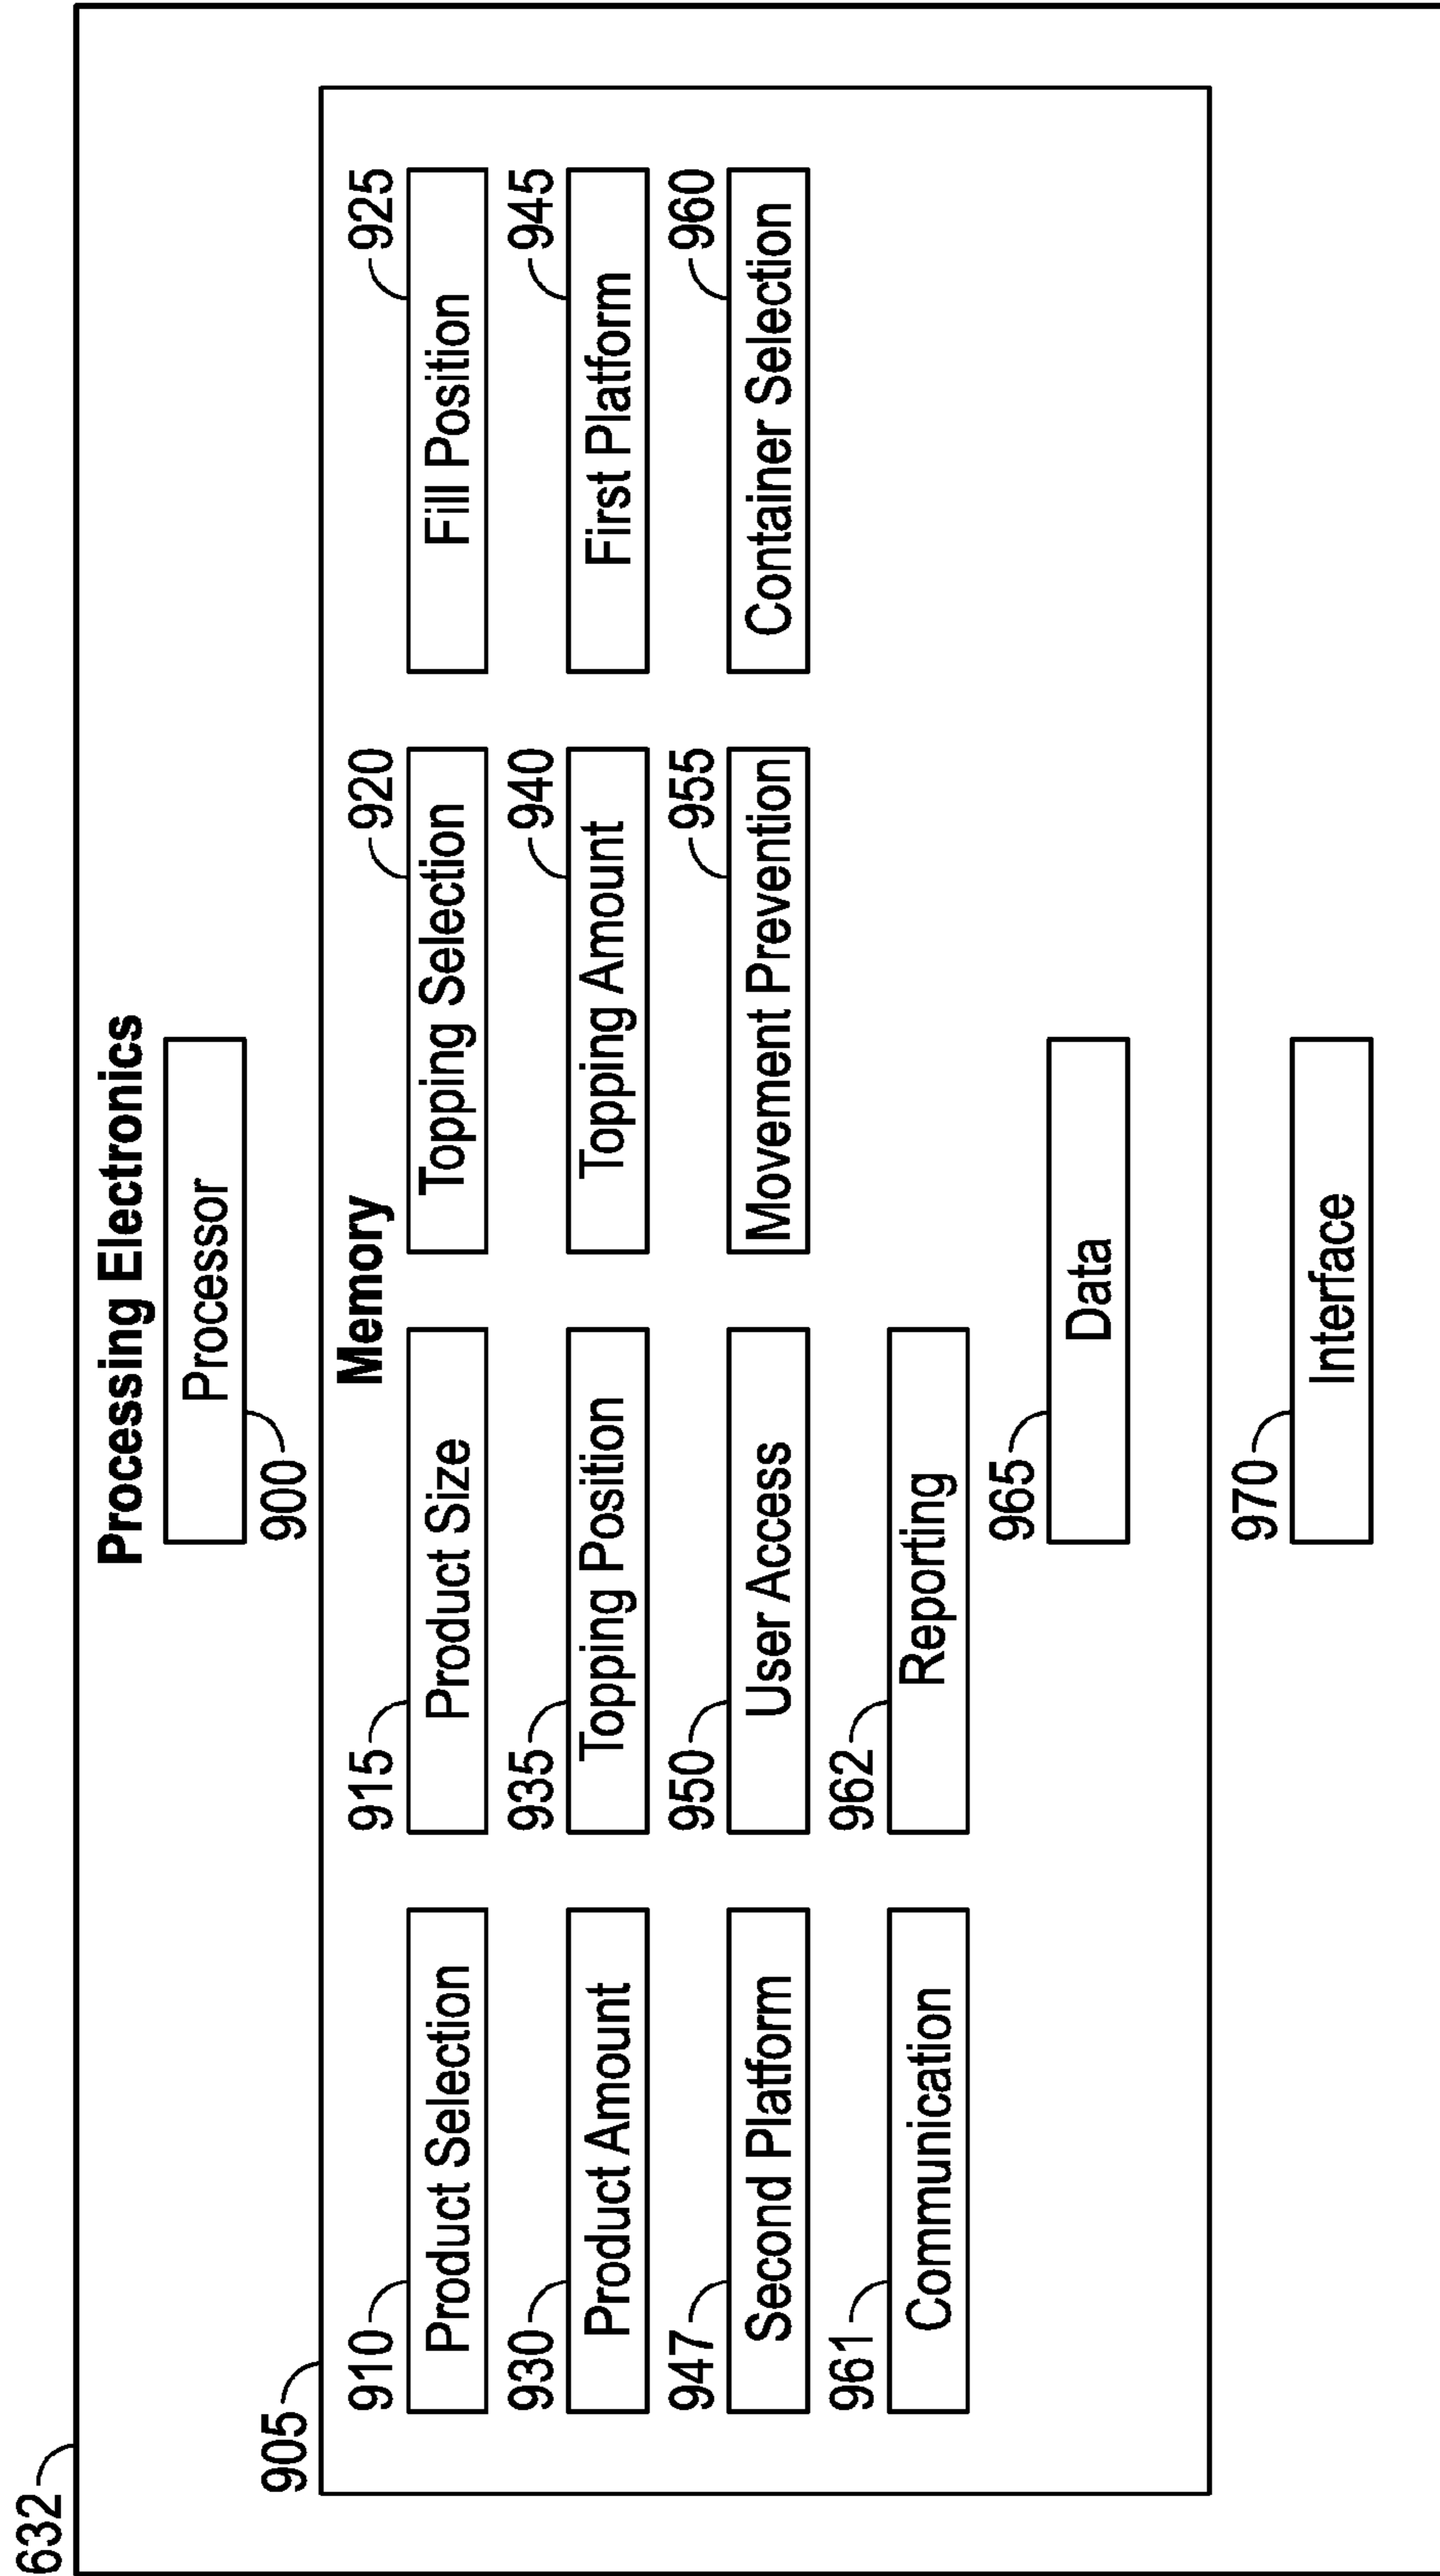 632
Processing Electronics
Processor
900
905
Memory
910
915
920
925
Product Selection
Product Size
Topping Selection
Fill Position
930
935
940
945
Product Amount
Topping Position
Topping Amount
First Platform
947
950
955
960
Second Platform
User Access
Movement Prevention
Container Selection
961
962
Communication
Reporting
965
Data
970
Interface